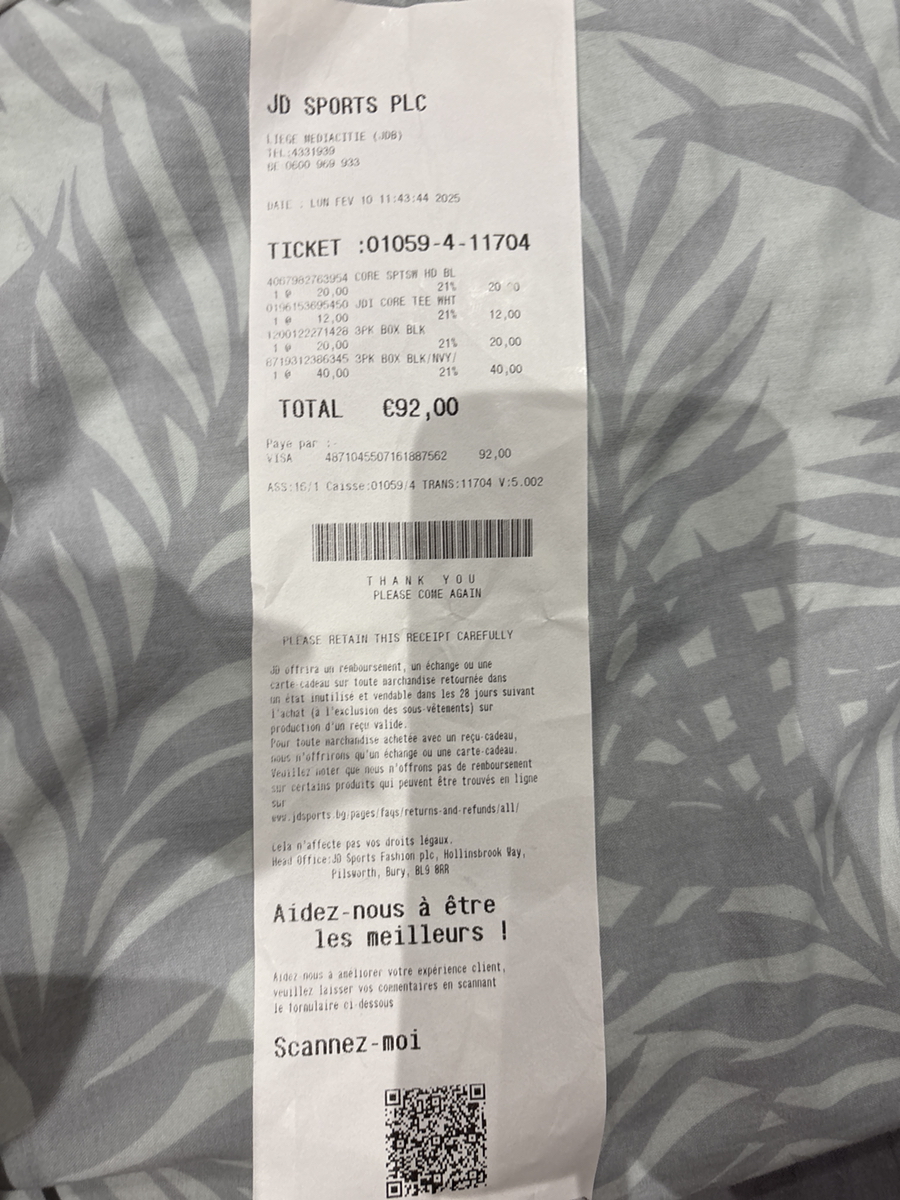 JD SPORTS PLC
LIEGE MEDIACITIE (JDB)
TEL:4331939
BE 0600 969 933
DATE : LUN FEV 10 11:43:44 2025
TICKET :01059-4-11704
4067982763954 CORE SPTSW HD BL
1 @ 20,00 21% 20,00
0196153695450 JDI CORE TEE WHT
1 @ 12,00 21% 12,00
1200122271428 3PK BOX BLK
1 @ 20,00 21% 20,00
8719312386345 3PK BOX BLK/NVY/
1 @ 40,00 21% 40,00
TOTAL €92,00
Payé par :-
VISA 4871045507161887562 92,00
ASS:16/1 Caisse:01059/4 TRANS:11704 V:5.002
THANK YOU
PLEASE COME AGAIN
PLEASE RETAIN THIS RECEIPT CAREFULLY
JD offrira un remboursement, un échange ou une
carte-cadeau sur toute marchandise retournée dans
un état inutilisé et vendable dans les 28 jours suivant
l'achat (à l'exclusion des sous-vêtements) sur
production d'un reçu valide.
Pour toute marchandise achetée avec un reçu-cadeau,
nous n'offrirons qu'un échange ou une carte-cadeau.
Veuillez noter que nous n'offrons pas de remboursement
sur certains produits qui peuvent être trouvés en ligne
sur
www.jdsports.bg/pages/faqs/returns-and-refunds/all/
Cela n'affecte pas vos droits légaux.
Head Office:JD Sports Fashion plc, Hollinsbrook Way,
Pilsworth, Bury, BL9 8RR
Aidez-nous à être
les meilleurs !
Aidez-nous à améliorer votre expérience client,
veuillez laisser vos commentaires en scannant
le formulaire ci-dessous
Scannez-moi